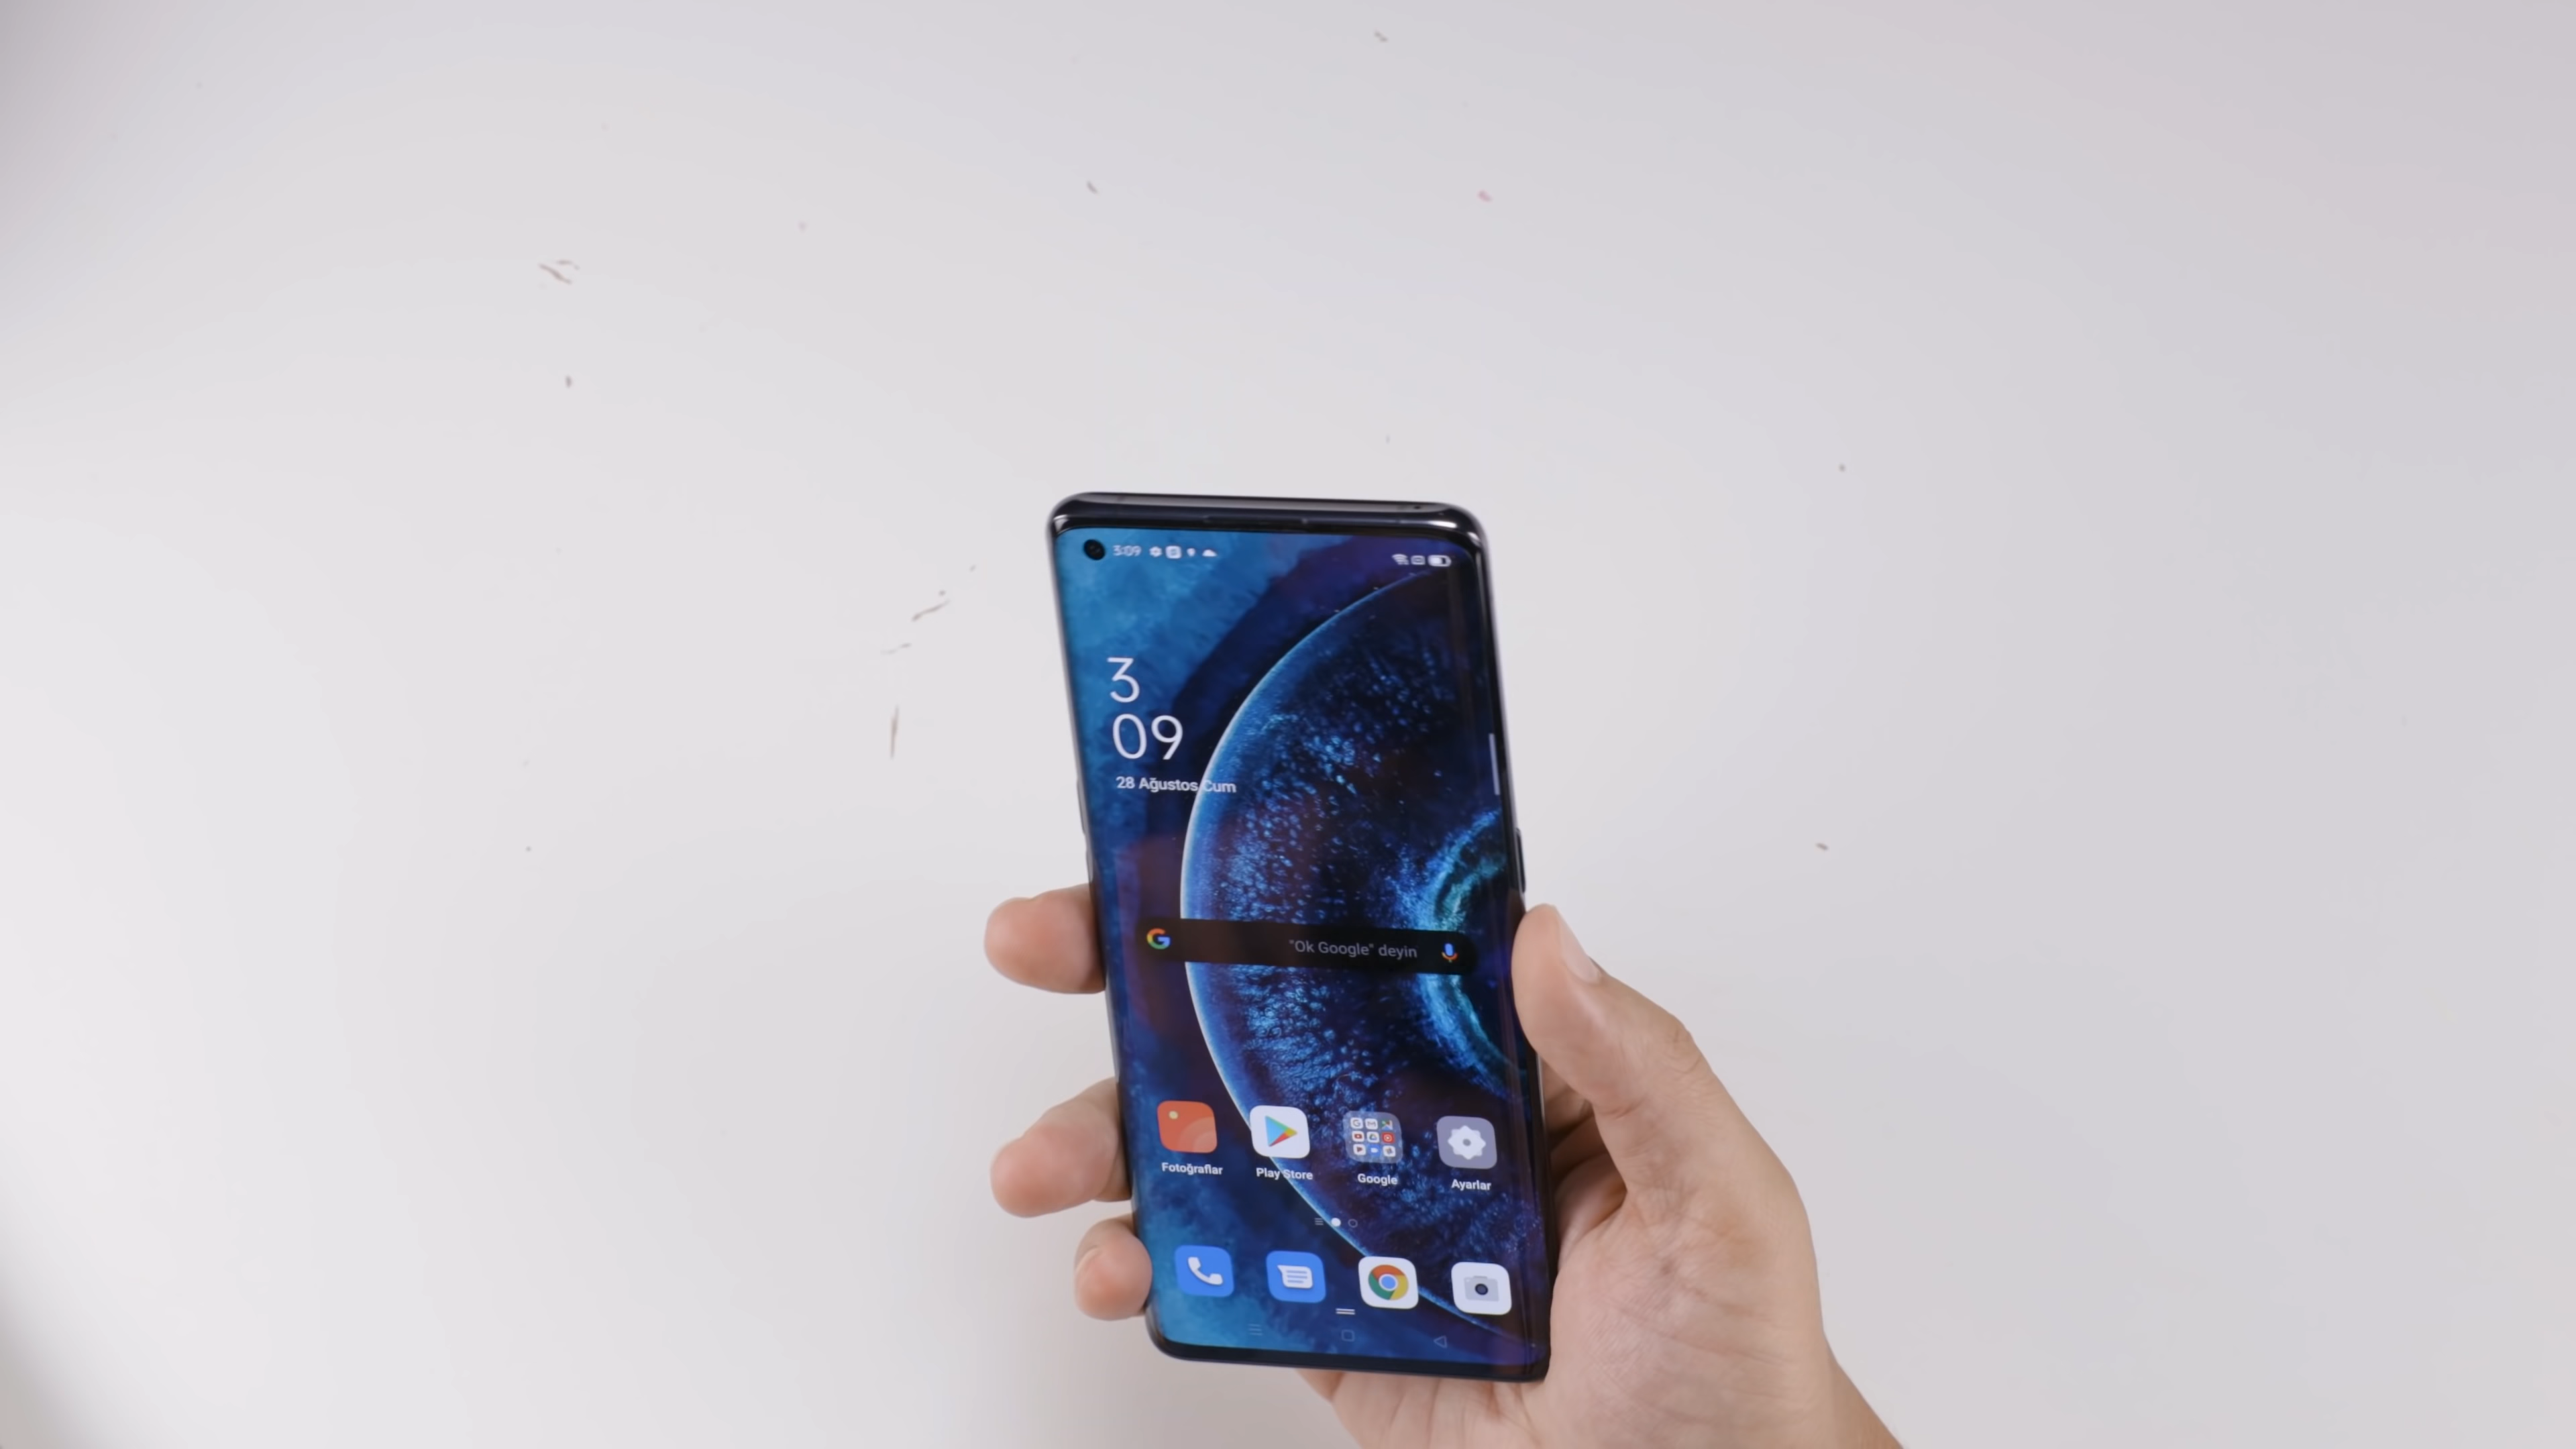 3:09
3
09
28 Ağustos Cum
"Ok Google" deyin
Fotoğraflar
Play Store
Google
Ayarlar